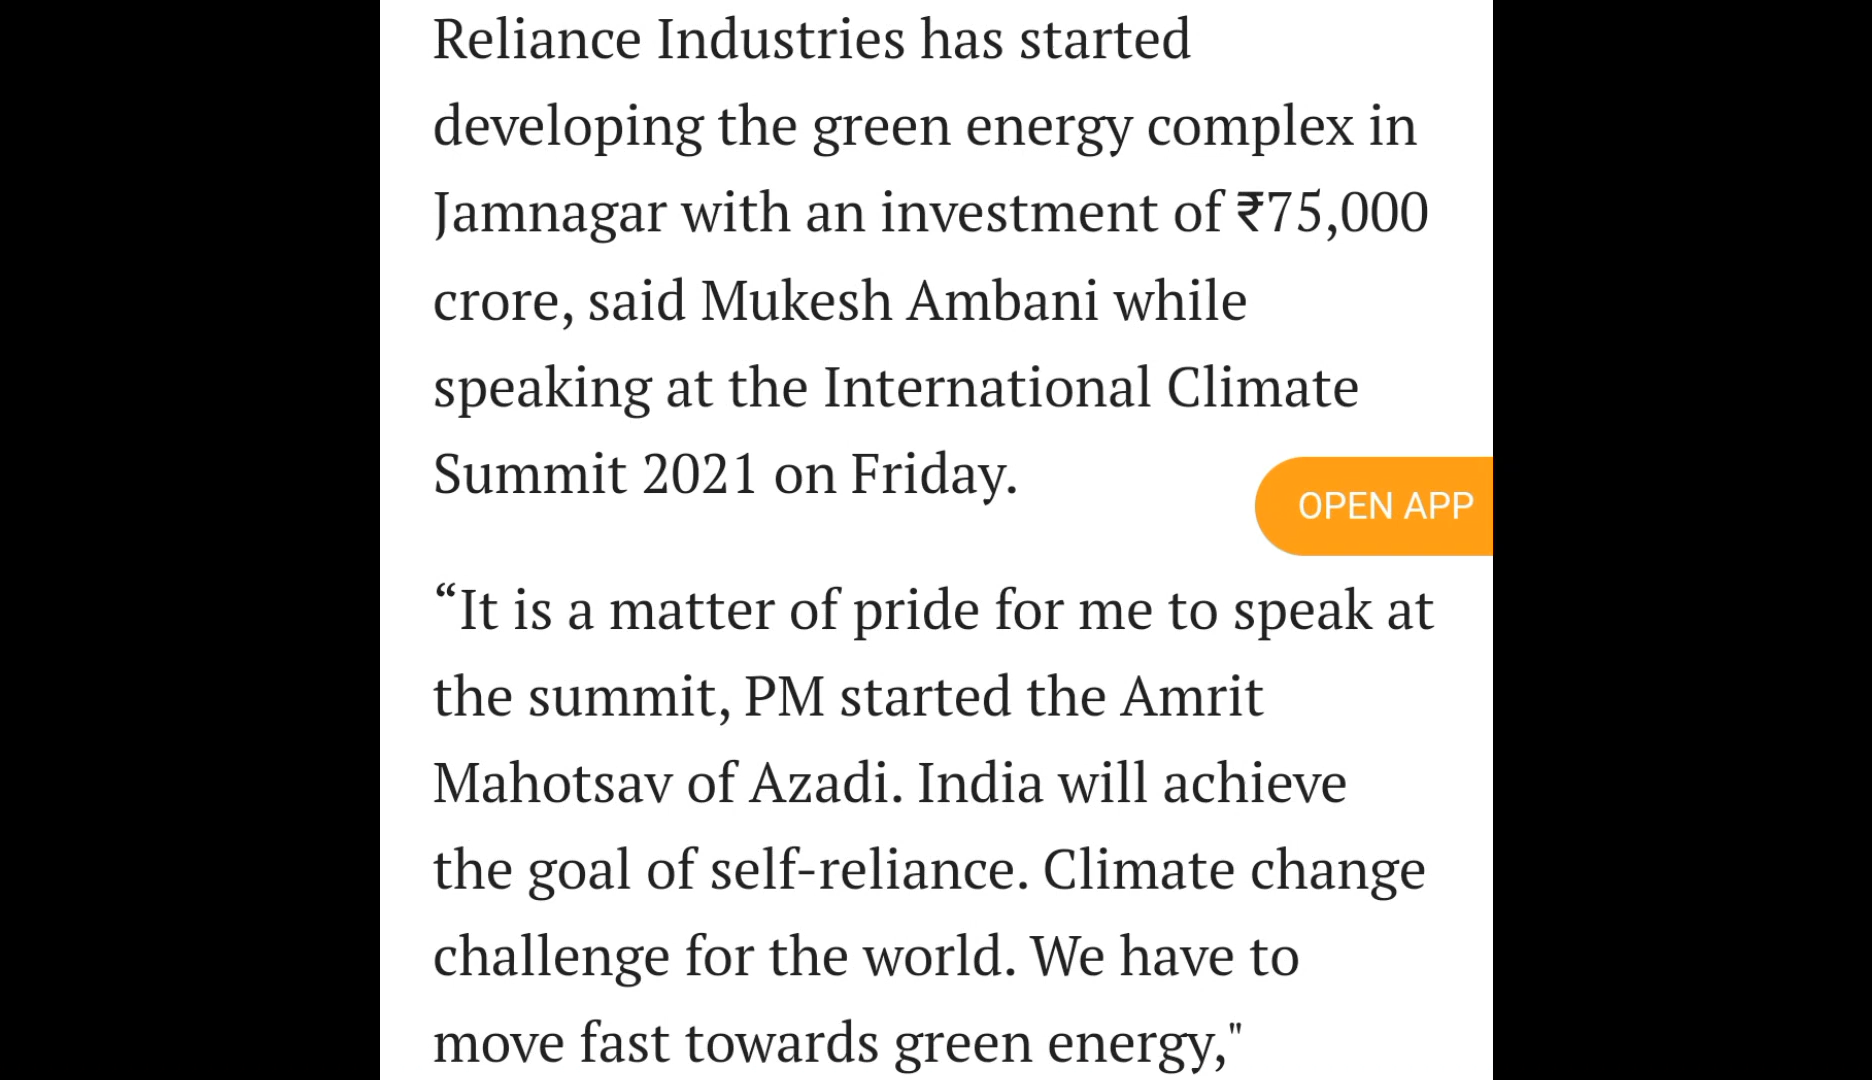 Reliance Industries has started
developing the green energy complex in
Jamnagar with an investment of ₹75,000
crore, said Mukesh Ambani while
speaking at the International Climate
Summit 2021 on Friday.
OPEN APP
“It is a matter of pride for me to speak at
the summit, PM started the Amrit
Mahotsav of Azadi. India will achieve
the goal of self-reliance. Climate change
challenge for the world. We have to
move fast towards green energy,"